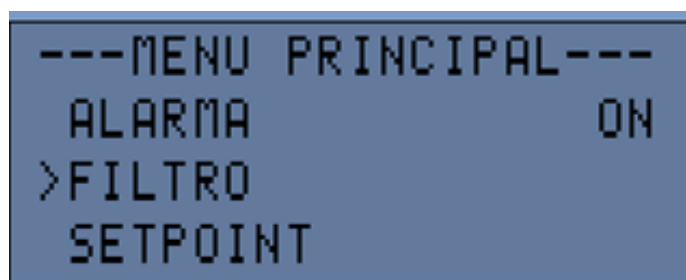 ---MENU PRINCIPAL---
ALARMA ON
>FILTRO
SETPOINT